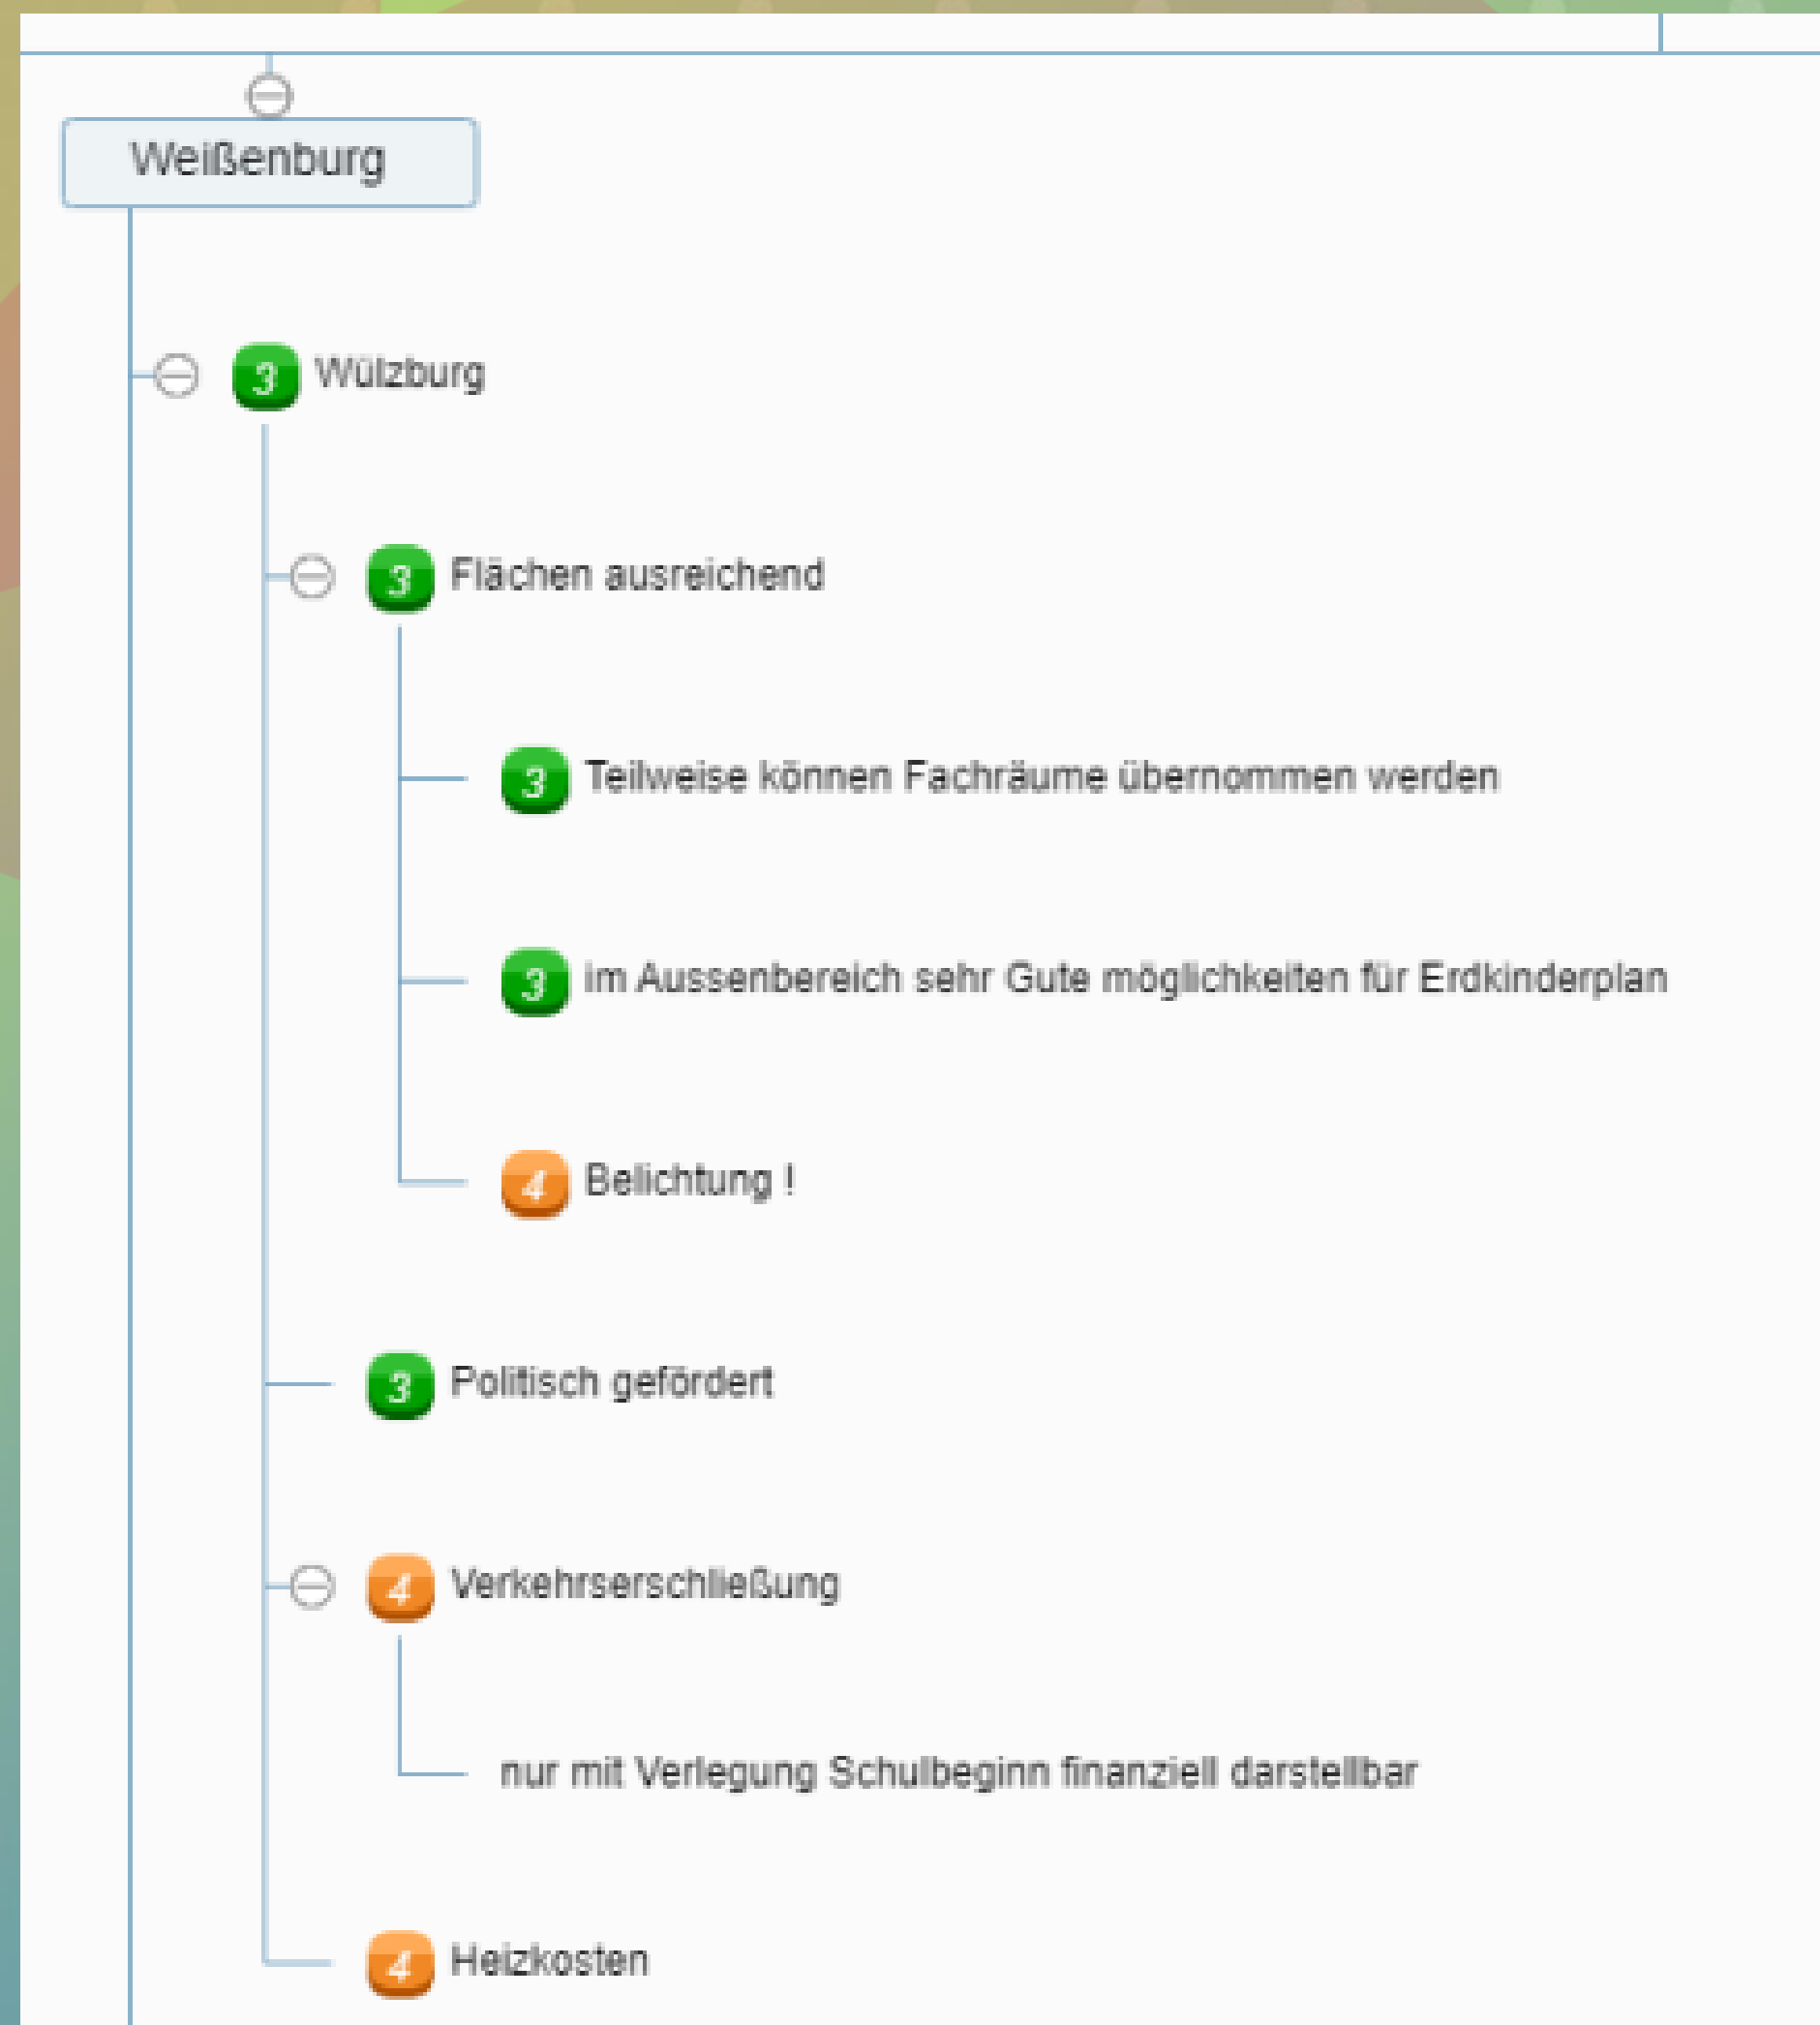 Weißenburg
3 Wülzburg
3 Flächen ausreichend
3 Teilweise können Fachräume übernommen werden
3 im Aussenbereich sehr Gute möglichkeiten für Erdkinderplan
4 Belichtung !
3 Politisch gefördert
4 Verkehrserschließung
nur mit Verlegung Schulbeginn finanziell darstellbar
4 Heizkosten